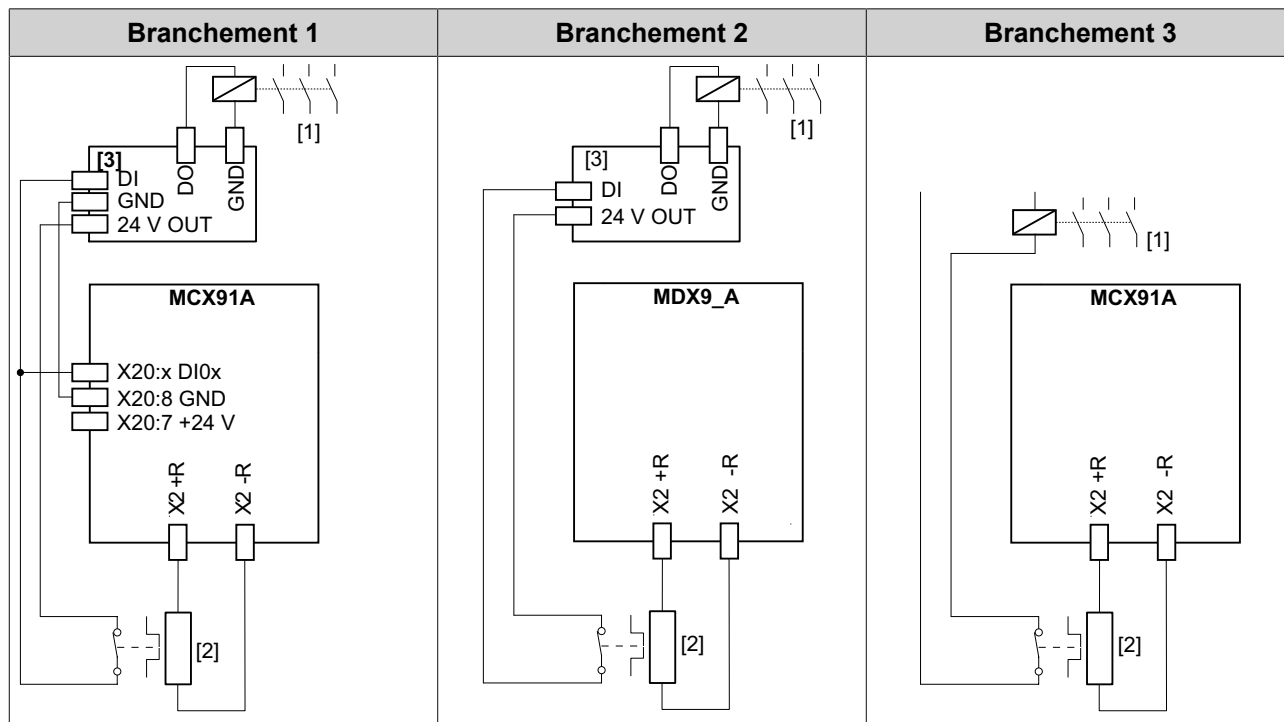 Branchement 1
Branchement 2
Branchement 3
[1]
[3]
DI
GND
24 V OUT
DO
GND
MCX91A
X20:x DI0x
X20:8 GND
X20:7 +24 V
X2 +R
X2 -R
[2]
[1]
[3]
DI
24 V OUT
DO
GND
MDX9_A
X2 +R
X2 -R
[2]
[1]
MCX91A
X2 +R
X2 -R
[2]